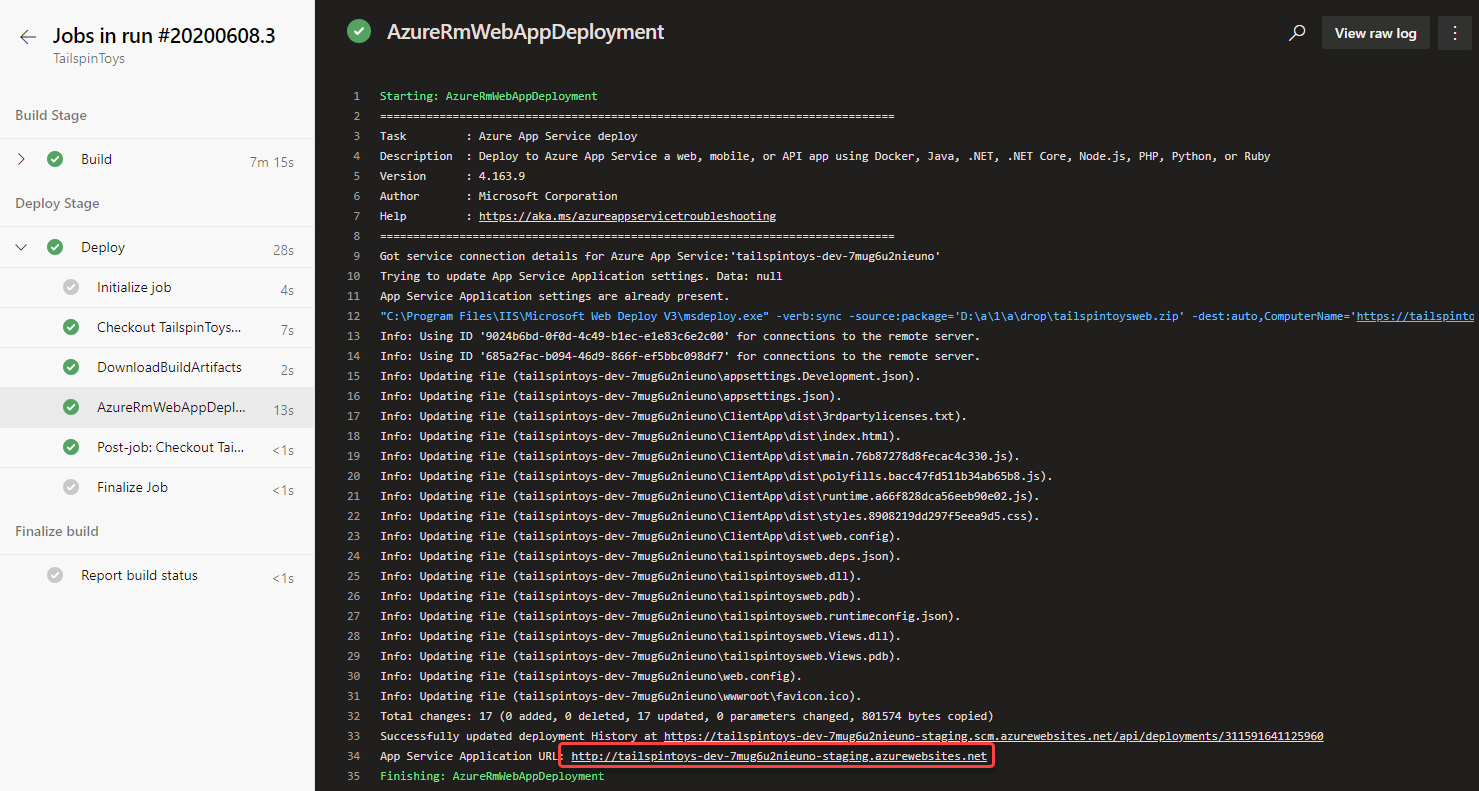 Jobs in run #20200608.3
TailspinToys
Build Stage
Build 7m 15s
Deploy Stage
Deploy 28s
Initialize job 4s
Checkout TailspinToys... 7s
DownloadBuildArtifacts 2s
AzureRmWebAppDepl... 13s
Post-job: Checkout Tai... <1s
Finalize Job <1s
Finalize build
Report build status <1s
AzureRmWebAppDeployment
View raw log
1 Starting: AzureRmWebAppDeployment
2 ==============================================================================
3 Task : Azure App Service deploy
4 Description : Deploy to Azure App Service a web, mobile, or API app using Docker, Java, .NET, .NET Core, Node.js, PHP, Python, or Ruby
5 Version : 4.163.9
6 Author : Microsoft Corporation
7 Help : https://aka.ms/azureappservicetroubleshooting
8 ==============================================================================
9 Got service connection details for Azure App Service:'tailspintoys-dev-7mug6u2nieuno'
10 Trying to update App Service Application settings. Data: null
11 App Service Application settings are already present.
12 "C:\Program Files\IIS\Microsoft Web Deploy V3\msdeploy.exe" -verb:sync -source:package='D:\a\1\a\drop\tailspintoysweb.zip' -dest:auto,ComputerName='https://tailspinto
13 Info: Using ID '9024b6bd-0f0d-4c49-b1ec-e1e83c6e2c00' for connections to the remote server.
14 Info: Using ID '685a2fac-b094-46d9-866f-ef5bbc098df7' for connections to the remote server.
15 Info: Updating file (tailspintoys-dev-7mug6u2nieuno\appsettings.Development.json).
16 Info: Updating file (tailspintoys-dev-7mug6u2nieuno\appsettings.json).
17 Info: Updating file (tailspintoys-dev-7mug6u2nieuno\ClientApp\dist\3rdpartylicenses.txt).
18 Info: Updating file (tailspintoys-dev-7mug6u2nieuno\ClientApp\dist\index.html).
19 Info: Updating file (tailspintoys-dev-7mug6u2nieuno\ClientApp\dist\main.76b87278d8fecac4c330.js).
20 Info: Updating file (tailspintoys-dev-7mug6u2nieuno\ClientApp\dist\polyfills.bacc47fd511b34ab65b8.js).
21 Info: Updating file (tailspintoys-dev-7mug6u2nieuno\ClientApp\dist\runtime.a66f828dca56eeb90e02.js).
22 Info: Updating file (tailspintoys-dev-7mug6u2nieuno\ClientApp\dist\styles.8908219dd297f5eea9d5.css).
23 Info: Updating file (tailspintoys-dev-7mug6u2nieuno\ClientApp\dist\web.config).
24 Info: Updating file (tailspintoys-dev-7mug6u2nieuno\tailspintoysweb.deps.json).
25 Info: Updating file (tailspintoys-dev-7mug6u2nieuno\tailspintoysweb.dll).
26 Info: Updating file (tailspintoys-dev-7mug6u2nieuno\tailspintoysweb.pdb).
27 Info: Updating file (tailspintoys-dev-7mug6u2nieuno\tailspintoysweb.runtimeconfig.json).
28 Info: Updating file (tailspintoys-dev-7mug6u2nieuno\tailspintoysweb.Views.dll).
29 Info: Updating file (tailspintoys-dev-7mug6u2nieuno\tailspintoysweb.Views.pdb).
30 Info: Updating file (tailspintoys-dev-7mug6u2nieuno\web.config).
31 Info: Updating file (tailspintoys-dev-7mug6u2nieuno\wwwroot\favicon.ico).
32 Total changes: 17 (0 added, 0 deleted, 17 updated, 0 parameters changed, 801574 bytes copied)
33 Successfully updated deployment History at https://tailspintoys-dev-7mug6u2nieuno-staging.scm.azurewebsites.net/api/deployments/311591641125960
34 App Service Application URL: http://tailspintoys-dev-7mug6u2nieuno-staging.azurewebsites.net
35 Finishing: AzureRmWebAppDeployment